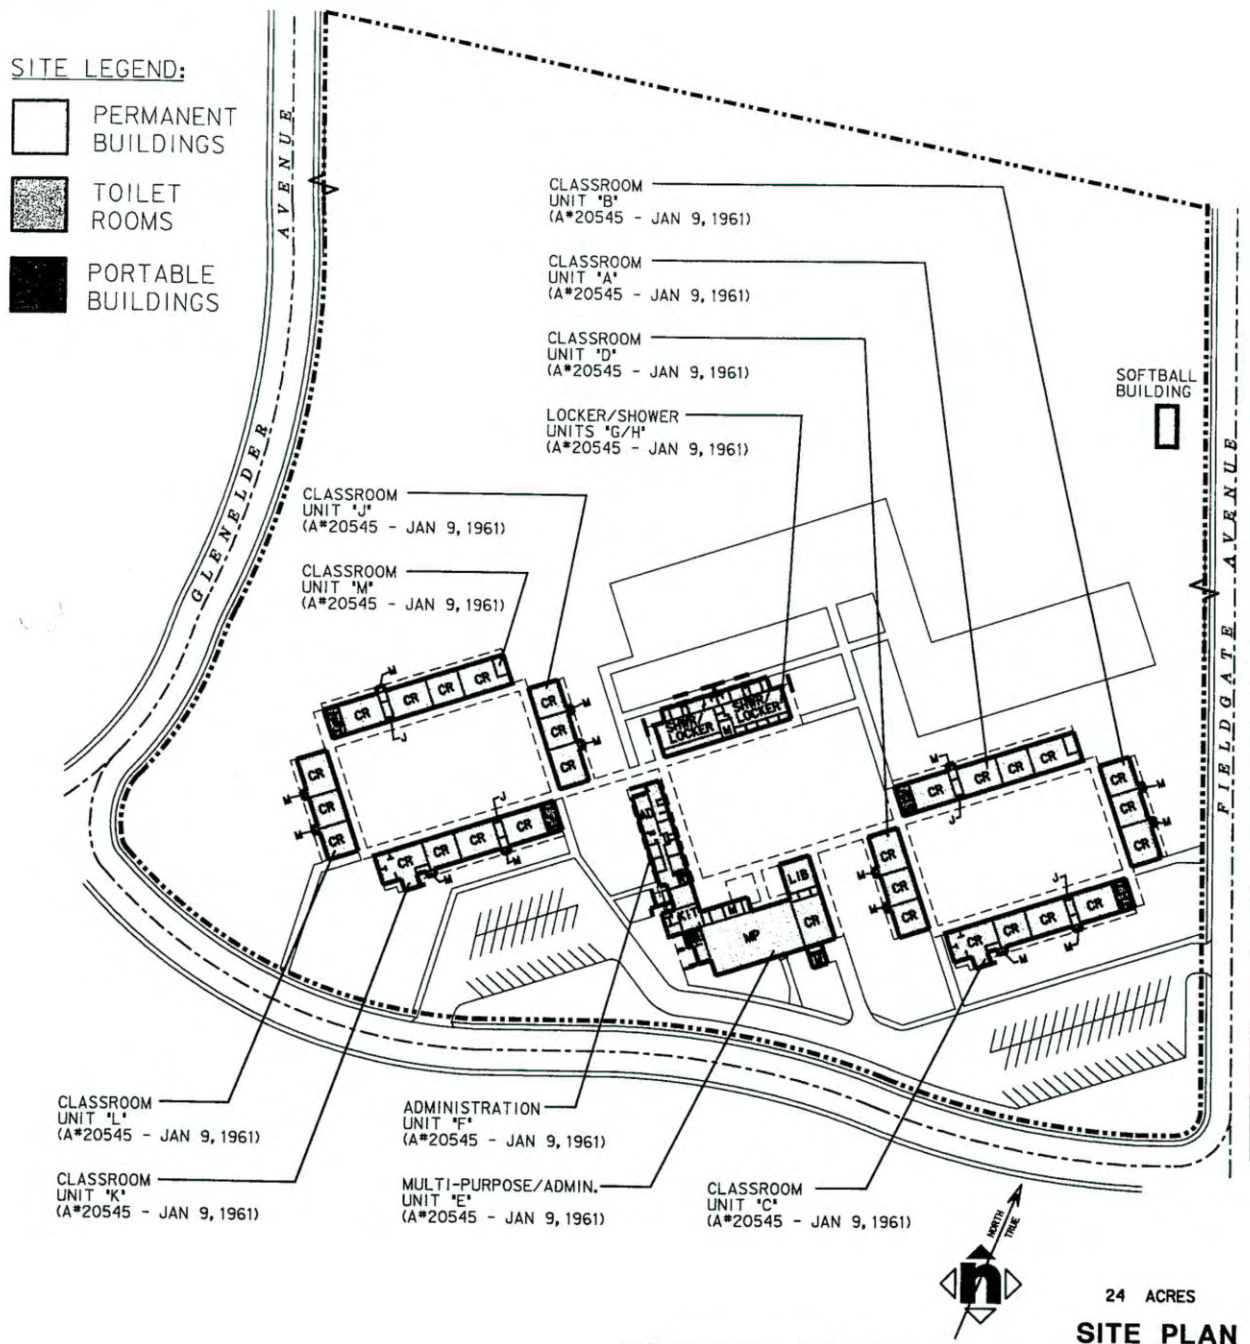 SITE LEGEND:
PERMANENT
BUILDINGS
TOILET
ROOMS
PORTABLE
BUILDINGS
GLENELDER AVENUE
CLASSROOM
UNIT "B"
(A#20545 - JAN 9, 1961)
CLASSROOM
UNIT "A"
(A#20545 - JAN 9, 1961)
CLASSROOM
UNIT "D"
(A#20545 - JAN 9, 1961)
LOCKER/SHOWER
UNITS "G/H"
(A#20545 - JAN 9, 1961)
SOFTBALL
BUILDING
FIELDGATE AVENUE
CLASSROOM
UNIT "J"
(A#20545 - JAN 9, 1961)
CLASSROOM
UNIT "M"
(A#20545 - JAN 9, 1961)
M
CR CR CR CR
J
CR
CR
CR
M
M
SHWR/
LOCKER
SHWR/
LOCKER
M
CR
CR
CR
M
M
J
CR CR CR CR
M
AD
KIT
M
MP
LIB
CR
M
CR CR CR CR
J
CR
CR
CR
M
M
CR
CR
CR
M
M
J
CR CR CR CR
M
M
CLASSROOM
UNIT "L"
(A#20545 - JAN 9, 1961)
CLASSROOM
UNIT "K"
(A#20545 - JAN 9, 1961)
ADMINISTRATION
UNIT "F"
(A#20545 - JAN 9, 1961)
MULTI-PURPOSE/ADMIN.
UNIT "E"
(A#20545 - JAN 9, 1961)
CLASSROOM
UNIT "C"
(A#20545 - JAN 9, 1961)
NORTH
TRUE
n
24 ACRES
SITE PLAN